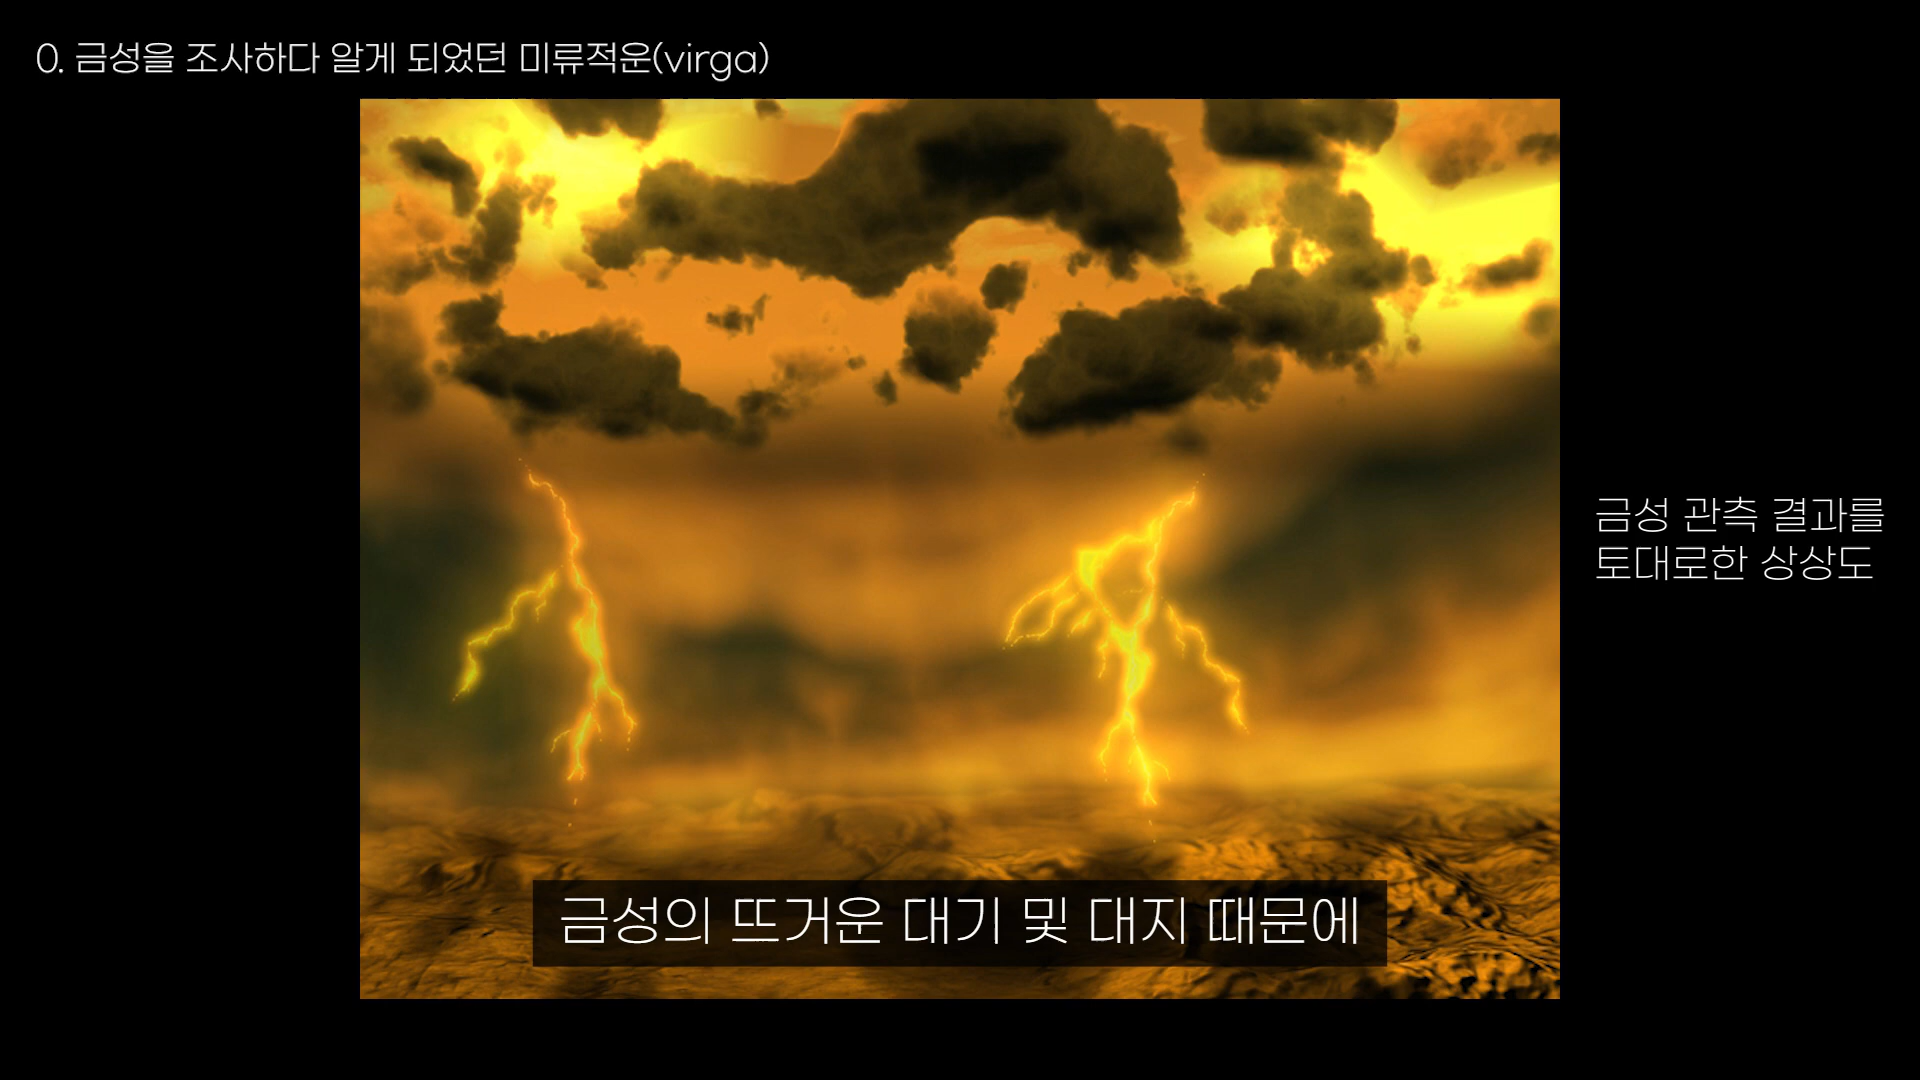 0. 금성을 조사하다 알게 되었던 미류적운(virga)
금성 관측 결과를
토대로한 상상도
금성의 뜨거운 대기 및 대지 때문에